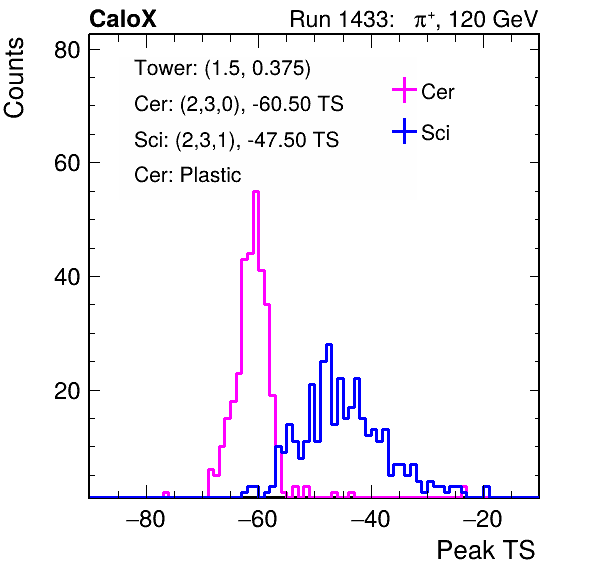 CaloX Run 1433: π⁺, 120 GeV
Counts
80
60
40
20
Tower: (1.5, 0.375)
Cer: (2,3,0), -60.50 TS
Sci: (2,3,1), -47.50 TS
Cer: Plastic
Cer
Sci
−80 −60 −40 −20
Peak TS